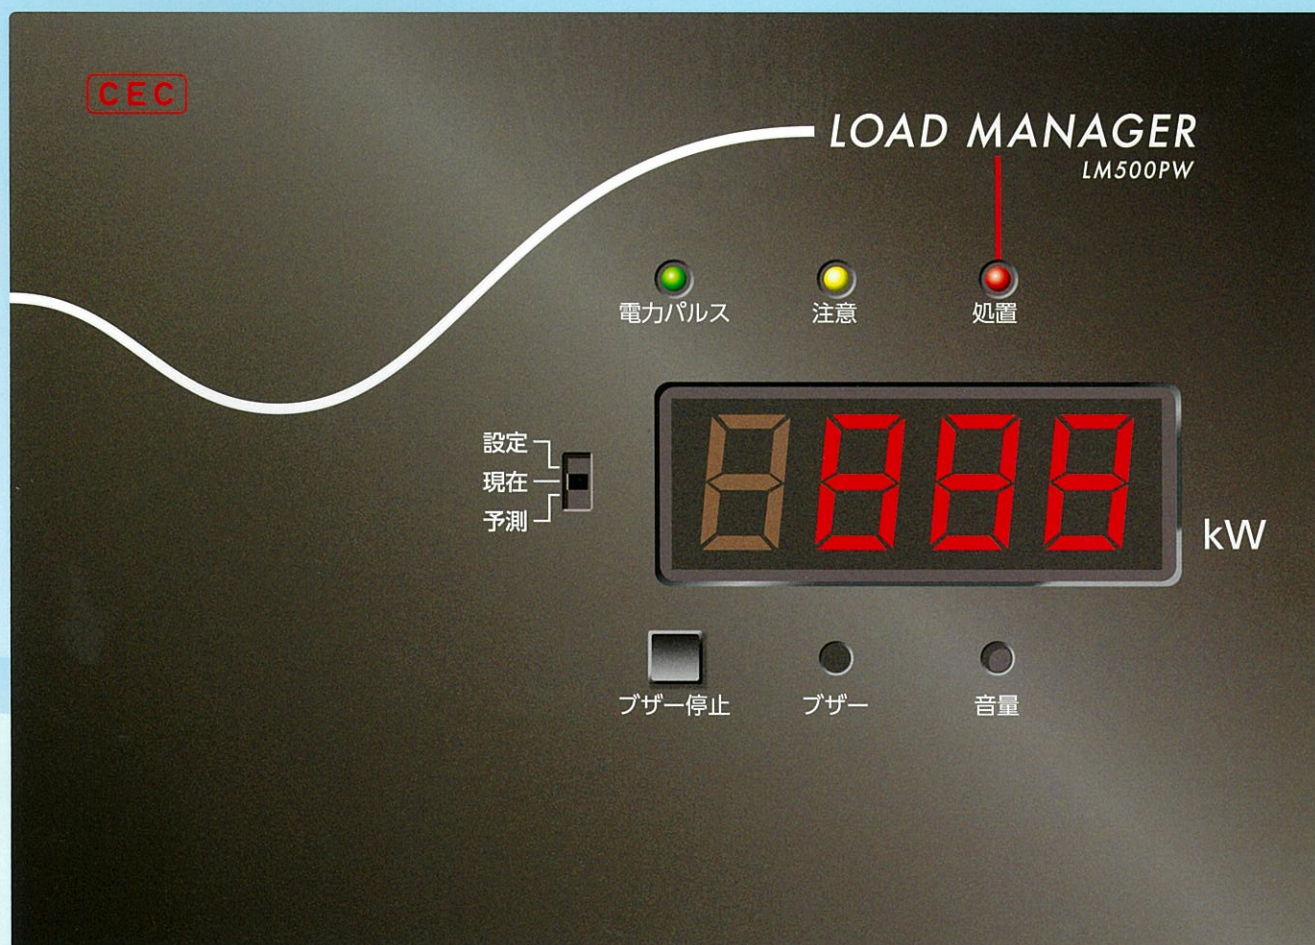 CEC
LOAD MANAGER
LM500PW
電力パルス 注意 処置
設定
現在
予測
8888 kW
ブザー停止 ブザー 音量